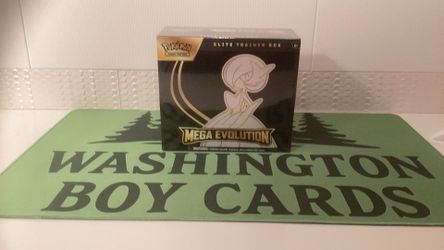 Pokémon
ELITE TRAINER BOX
MEGA EVOLUTION
WASHINGTON
BOY CARDS